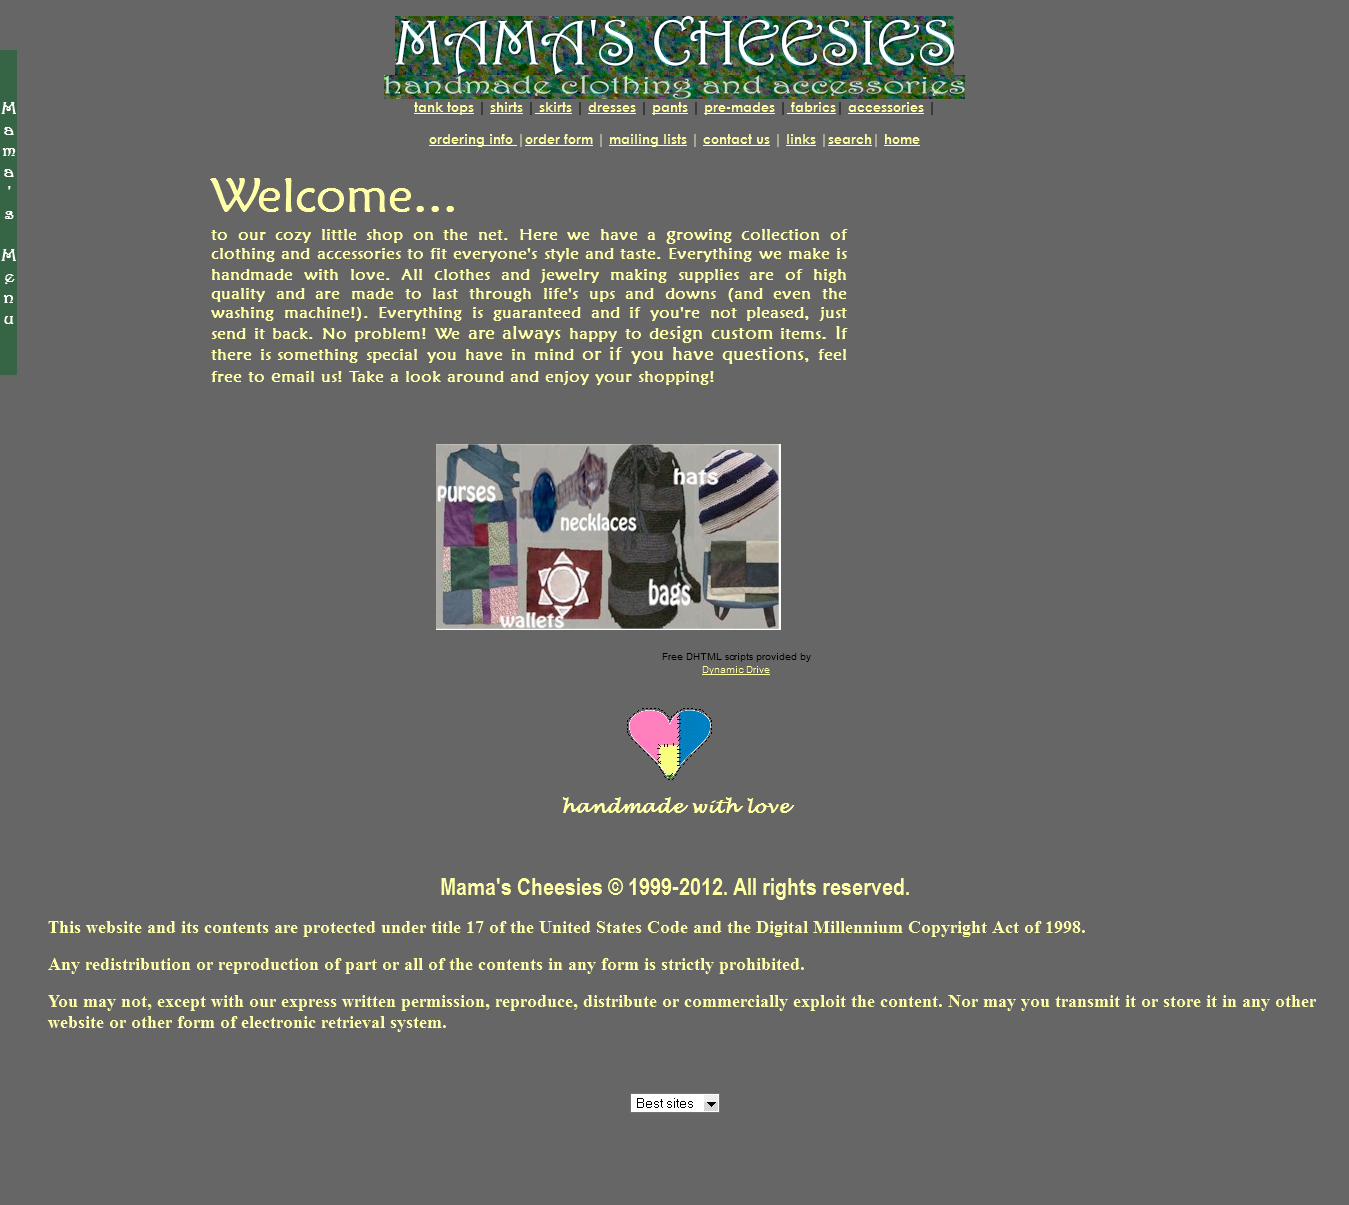 MAMA'S CHEESIES
handmade clothing and accessories
tank tops | shirts | skirts | dresses | pants | pre-mades | fabrics | accessories |
ordering info | order form | mailing lists | contact us | links | search | home
Mama's Menu
Welcome...
to our cozy little shop on the net. Here we have a growing collection of
clothing and accessories to fit everyone's style and taste. Everything we make is
handmade with love. All clothes and jewelry making supplies are of high
quality and are made to last through life's ups and downs (and even the
washing machine!). Everything is guaranteed and if you're not pleased, just
send it back. No problem! We are always happy to design custom items. If
there is something special you have in mind or if you have questions, feel
free to email us! Take a look around and enjoy your shopping!
purses
necklaces
hats
wallets
bags
Free DHTML scripts provided by
Dynamic Drive
handmade with love
Mama's Cheesies © 1999-2012. All rights reserved.
This website and its contents are protected under title 17 of the United States Code and the Digital Millennium Copyright Act of 1998.
Any redistribution or reproduction of part or all of the contents in any form is strictly prohibited.
You may not, except with our express written permission, reproduce, distribute or commercially exploit the content. Nor may you transmit it or store it in any other
website or other form of electronic retrieval system.
Best sites